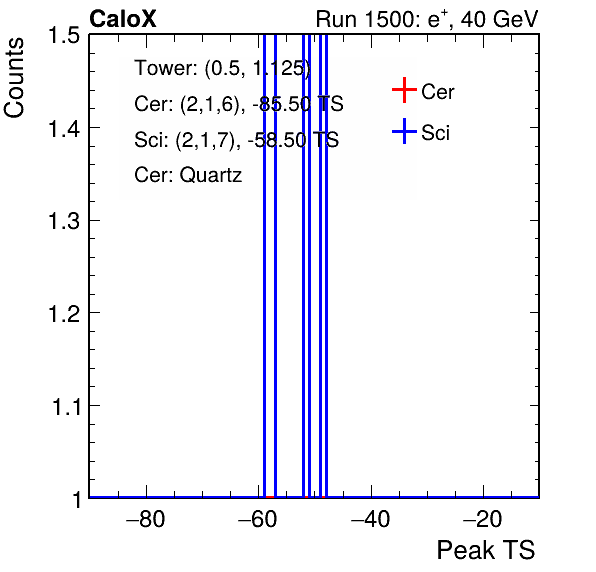 CaloX Run 1500: e⁺, 40 GeV
Counts
1.5
1.4
1.3
1.2
1.1
1
Tower: (0.5, 1.125)
Cer: (2,1,6), -85.50 TS
Sci: (2,1,7), -58.50 TS
Cer: Quartz
Cer
Sci
−80 −60 −40 −20
Peak TS